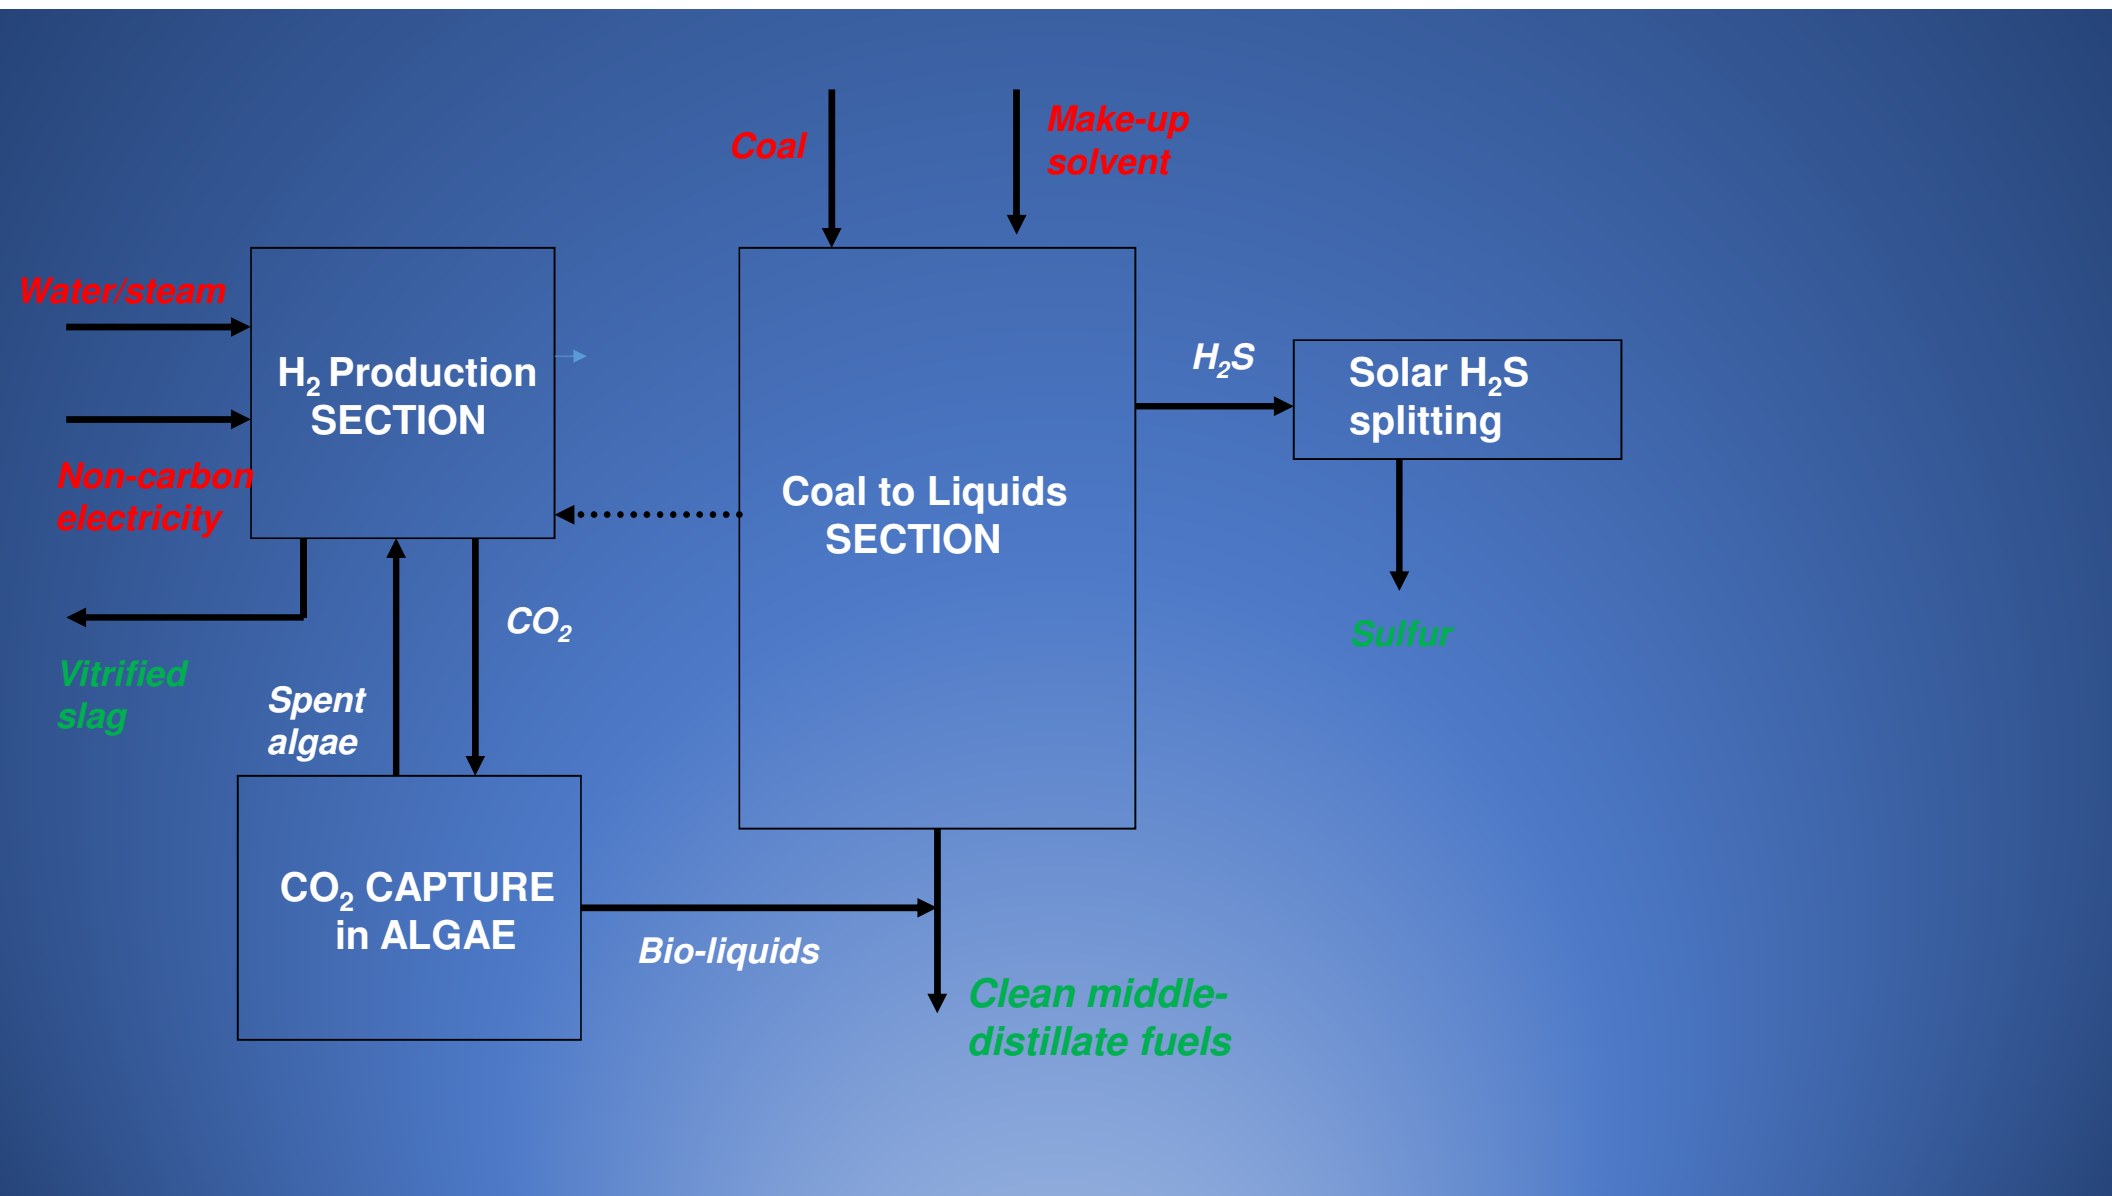 Coal
Make-up
solvent
Water/steam
H₂ Production
SECTION
Non-carbon
electricity
Coal to Liquids
SECTION
H₂S
Solar H₂S
splitting
Sulfur
CO₂
Vitrified
slag
Spent
algae
CO₂ CAPTURE
in ALGAE
Bio-liquids
Clean middle-
distillate fuels